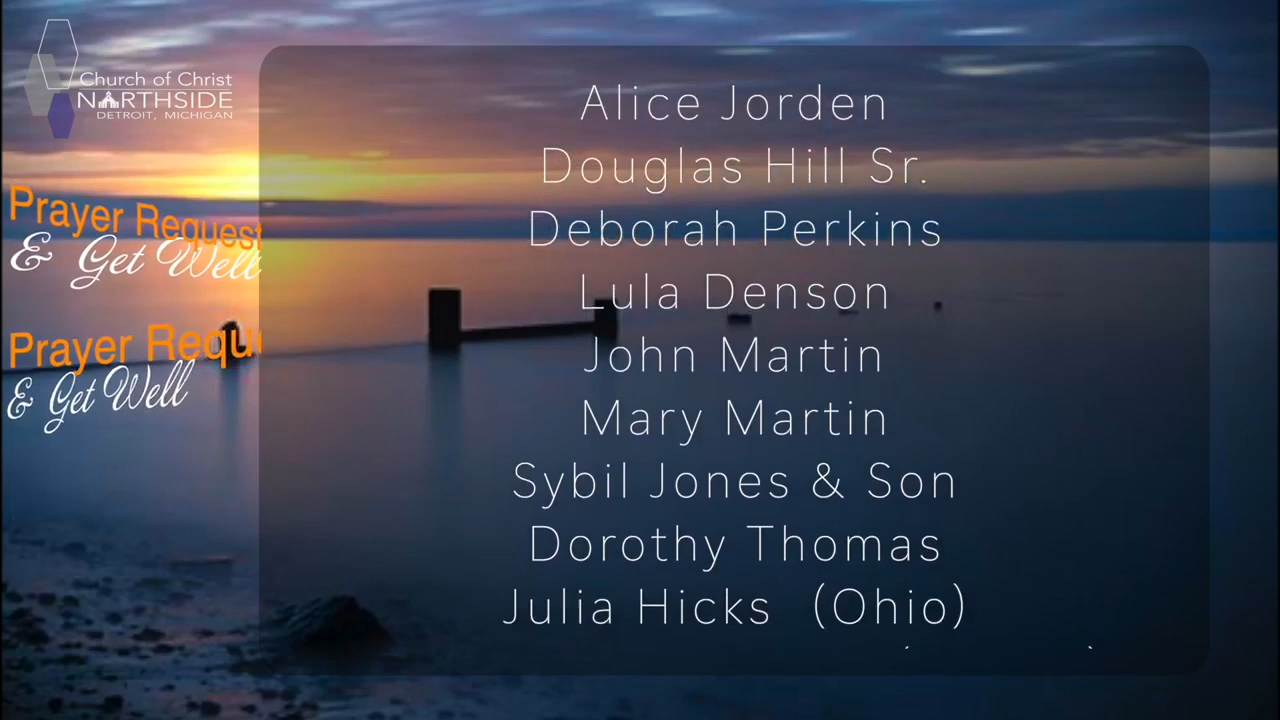 Church of Christ
NORTHSIDE
DETROIT, MICHIGAN
Prayer Request
& Get Well
Prayer Requ
& Get Well
Alice Jorden
Douglas Hill Sr.
Deborah Perkins
Lula Denson
John Martin
Mary Martin
Sybil Jones & Son
Dorothy Thomas
Julia Hicks (Ohio)